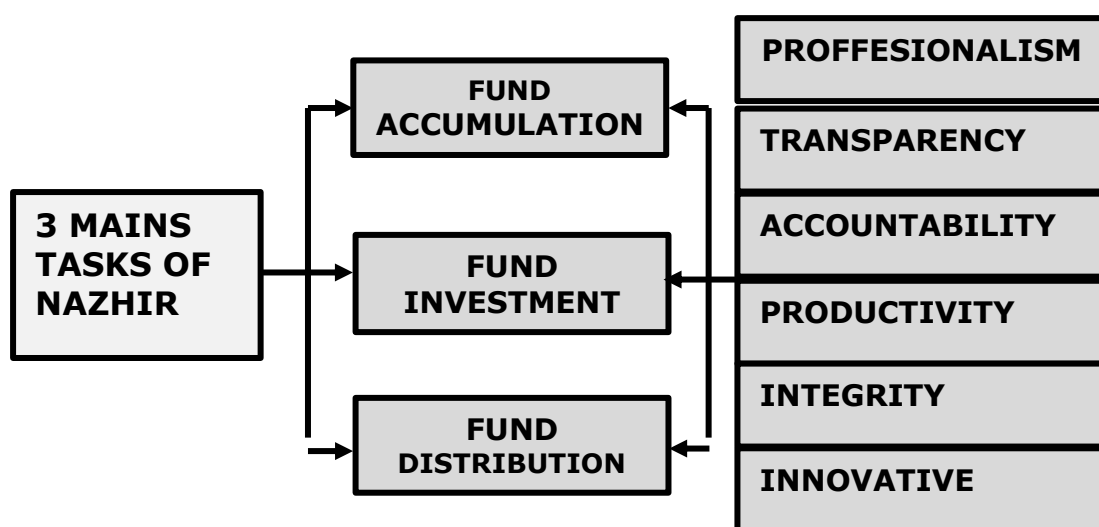 3 MAINS
TASKS OF
NAZHIR
FUND
ACCUMULATION
FUND
INVESTMENT
FUND
DISTRIBUTION
PROFFESIONALISM
TRANSPARENCY
ACCOUNTABILITY
PRODUCTIVITY
INTEGRITY
INNOVATIVE